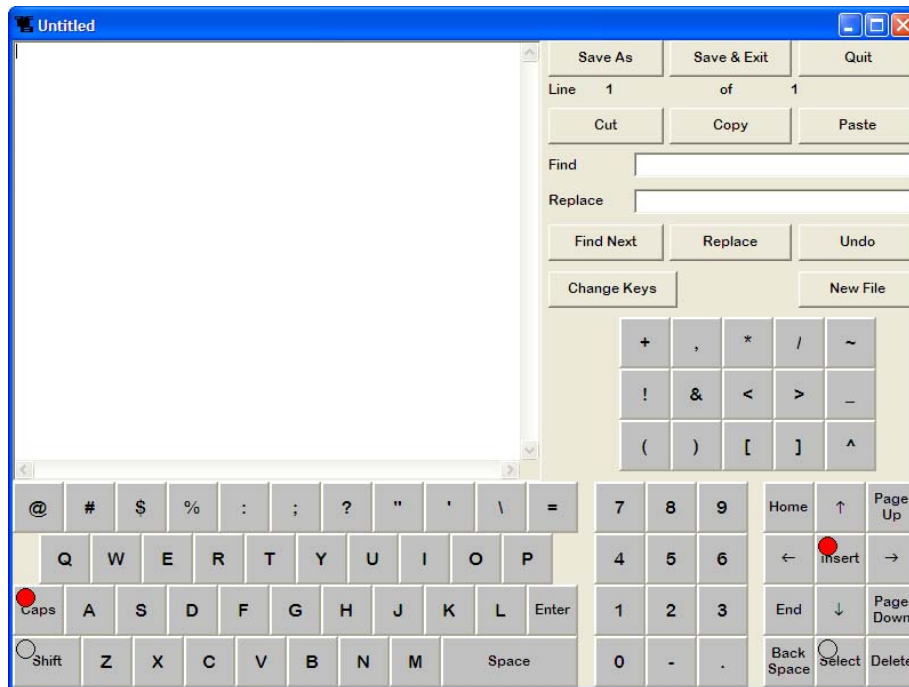 Untitled
Save As Save & Exit Quit
Line 1 of 1
Cut Copy Paste
Find
Replace
Find Next Replace Undo
Change Keys New File
+ , * / ~
! & < > _
( ) [ ] ^
@ # $ % : ; ? " ' \ = 7 8 9 Home ↑ Page Up
Q W E R T Y U I O P 4 5 6 ← Insert →
Caps A S D F G H J K L Enter 1 2 3 End ↓ Page Down
Shift Z X C V B N M Space 0 - . Back Space Select Delete